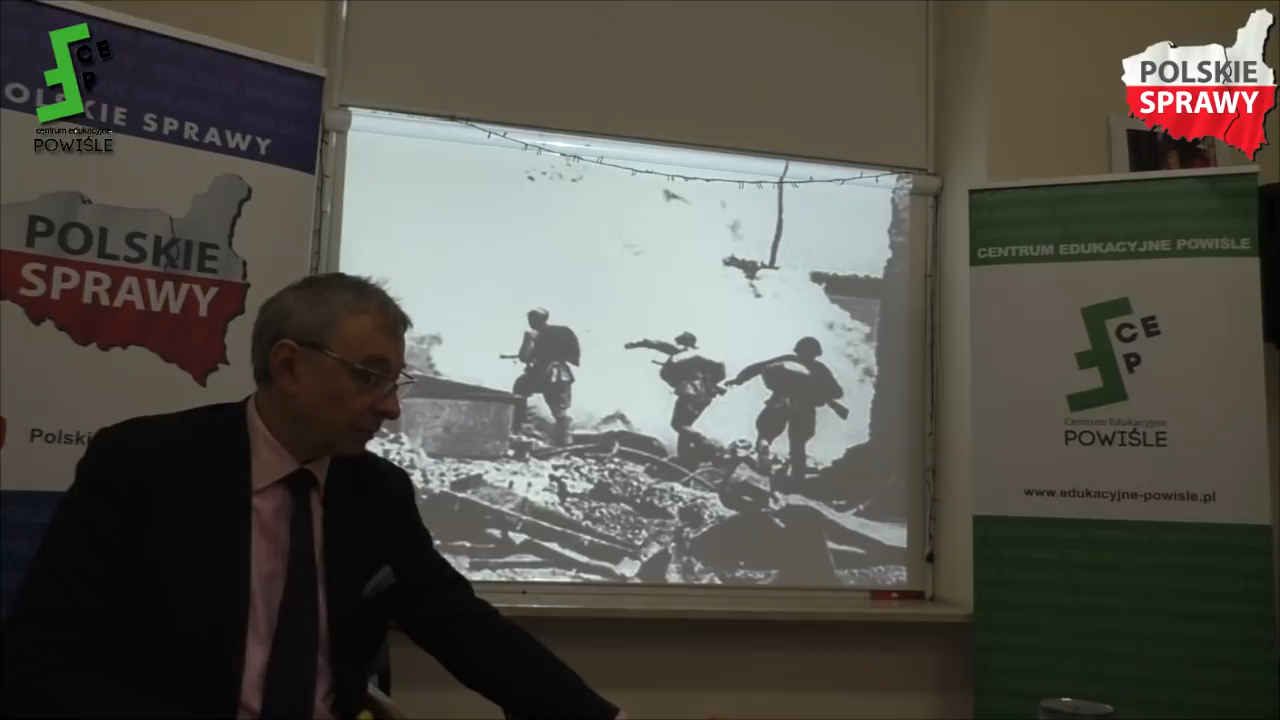 CE
P
centrum edukacyjne
POWIŚLE
OLSKIE SPRAWY
POLSKIE
SPRAWY
Polski
POLSKIE
SPRAWY
CENTRUM EDUKACYJNE POWIŚLE
CE
P
Centrum Edukacyjne
POWIŚLE
www.edukacyjne-powisle.pl